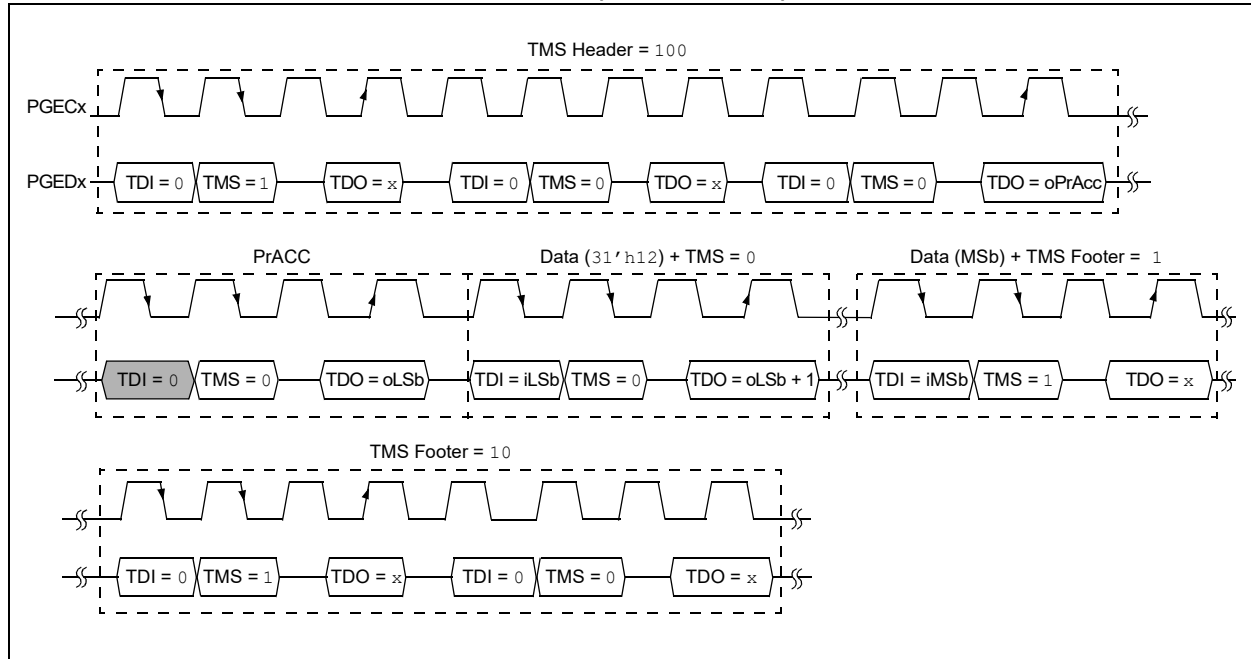 TMS Header = 100
PGECx
PGEDx TDI = 0 TMS = 1 TDO = x TDI = 0 TMS = 0 TDO = x TDI = 0 TMS = 0 TDO = oPrAcc
PrACC Data (31’h12) + TMS = 0 Data (MSb) + TMS Footer = 1
TDI = 0 TMS = 0 TDO = oLSb TDI = iLSb TMS = 0 TDO = oLSb + 1 TDI = iMSb TMS = 1 TDO = x
TMS Footer = 10
TDI = 0 TMS = 1 TDO = x TDI = 0 TMS = 0 TDO = x